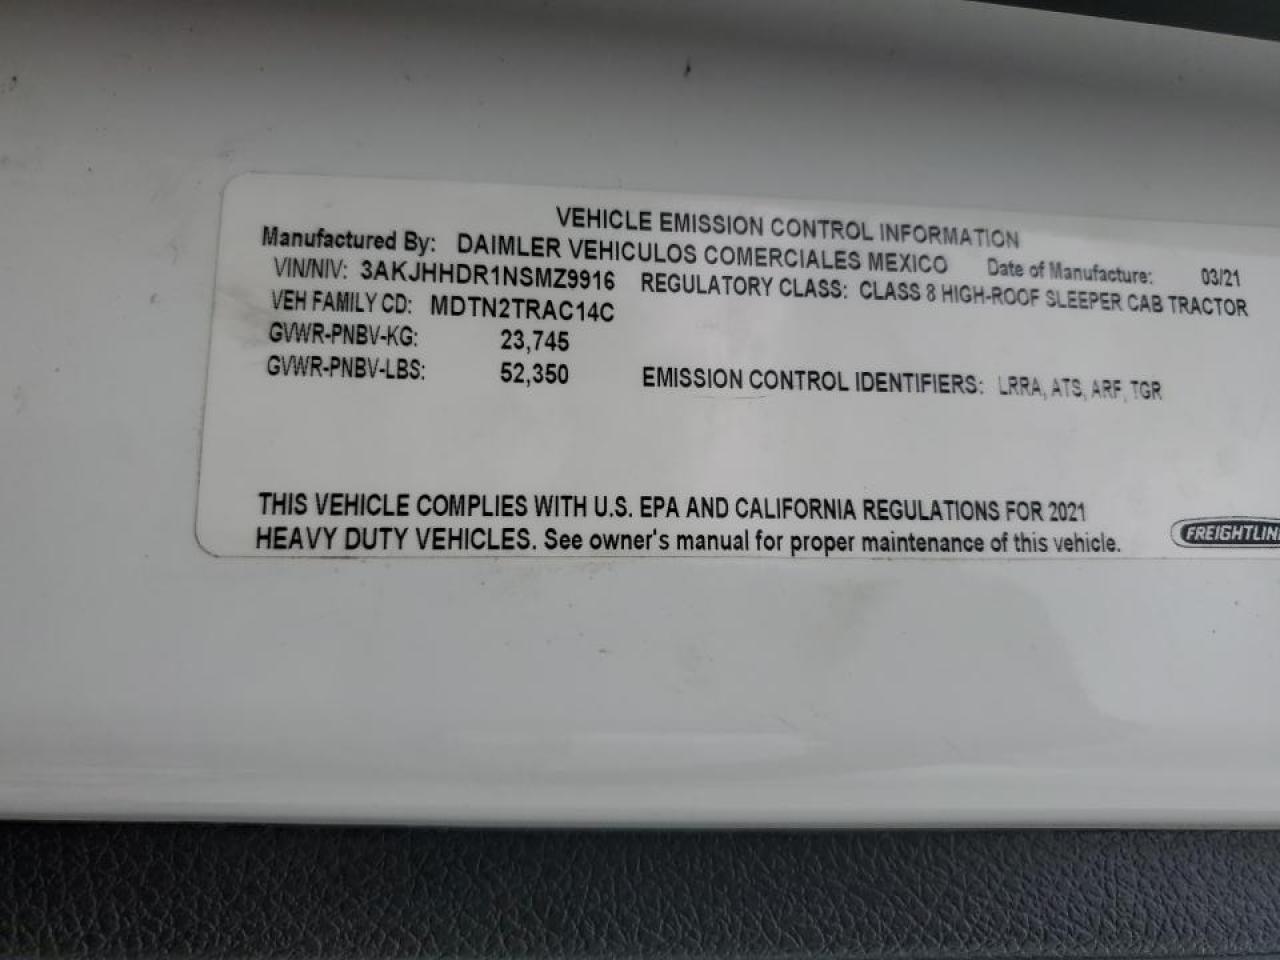 VEHICLE EMISSION CONTROL INFORMATION
Manufactured By: DAIMLER VEHICULOS COMERCIALES MEXICO Date of Manufacture: 03/21
VIN/NIV: 3AKJHHDR1NSMZ9916 REGULATORY CLASS: CLASS 8 HIGH-ROOF SLEEPER CAB TRACTOR
VEH FAMILY CD: MDTN2TRAC14C
GVWR-PNBV-KG: 23,745
GVWR-PNBV-LBS: 52,350 EMISSION CONTROL IDENTIFIERS: LRRA, ATS, ARF, TGR
THIS VEHICLE COMPLIES WITH U.S. EPA AND CALIFORNIA REGULATIONS FOR 2021
HEAVY DUTY VEHICLES. See owner's manual for proper maintenance of this vehicle.
FREIGHTLIN